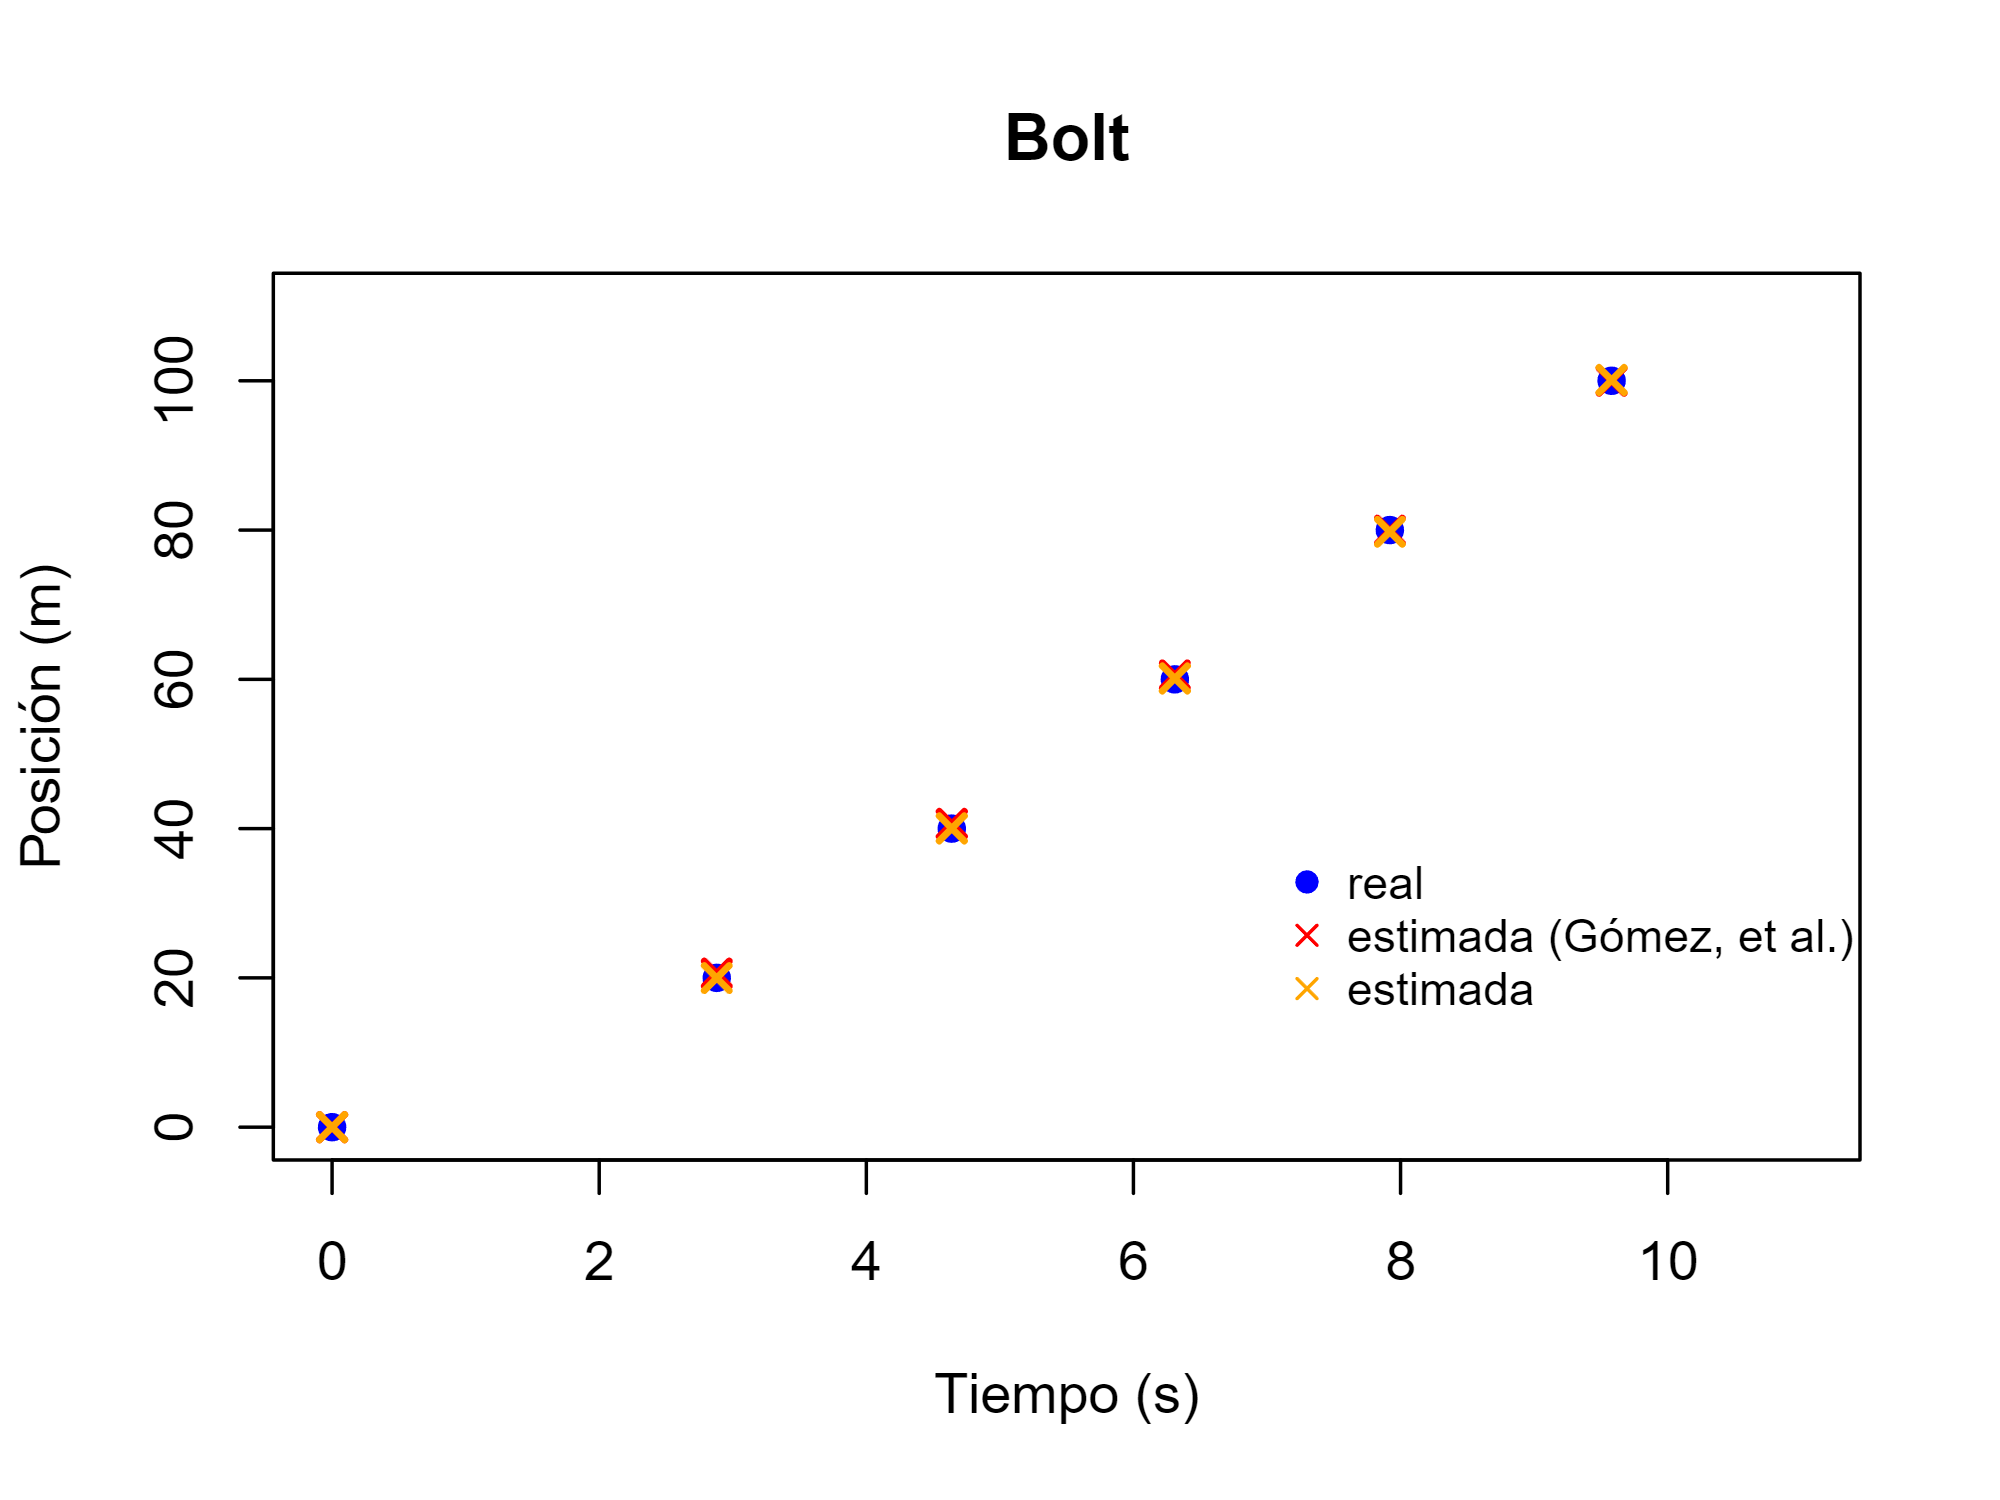 Bolt
Posición (m)
100
80
60
40
20
0
real
estimada (Gómez, et al.)
estimada
0 2 4 6 8 10
Tiempo (s)